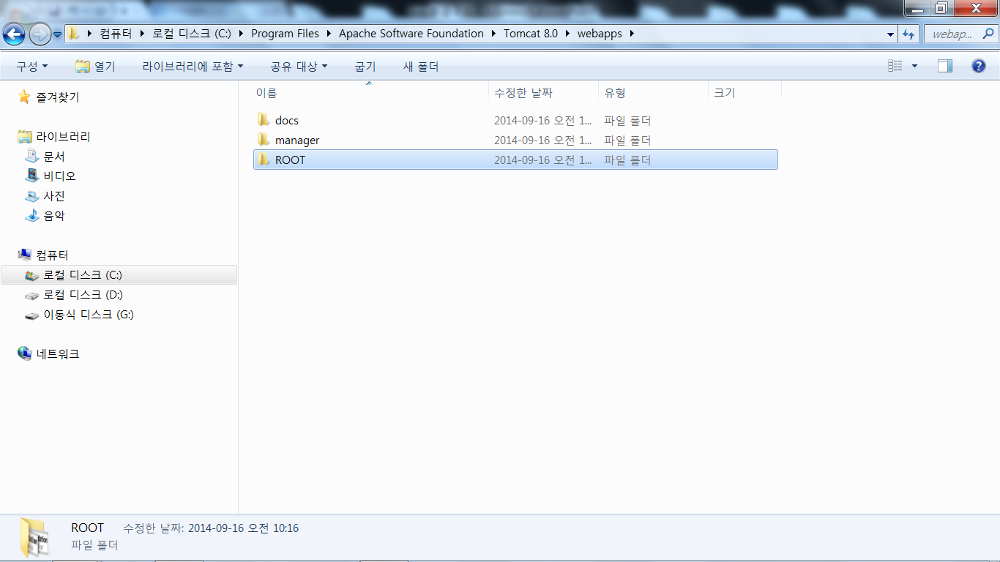 컴퓨터 로컬 디스크 (C:) Program Files Apache Software Foundation Tomcat 8.0 webapps webap...
구성 열기 라이브러리에 포함 공유 대상 굽기 새 폴더
즐겨찾기
라이브러리
문서
비디오
사진
음악
컴퓨터
로컬 디스크 (C:)
로컬 디스크 (D:)
이동식 디스크 (G:)
네트워크
이름 수정한 날짜 유형 크기
docs 2014-09-16 오전 1... 파일 폴더
manager 2014-09-16 오전 1... 파일 폴더
ROOT 2014-09-16 오전 1... 파일 폴더
ROOT 수정한 날짜: 2014-09-16 오전 10:16
파일 폴더